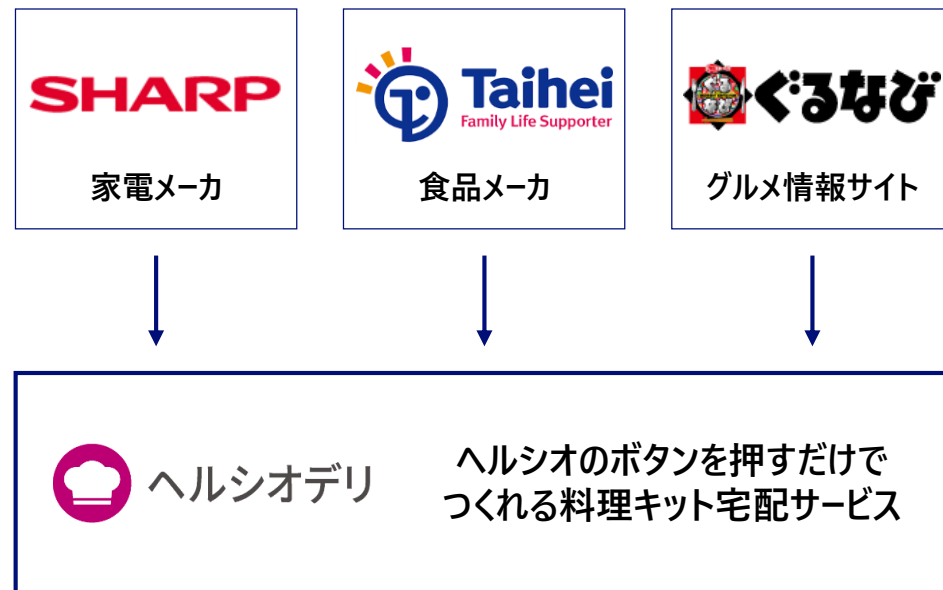 SHARP
家電メーカ
Taihei
Family Life Supporter
食品メーカ
ぐるなび
グルメ情報サイト
ヘルシオデリ
ヘルシオのボタンを押すだけで
つくれる料理キット宅配サービス